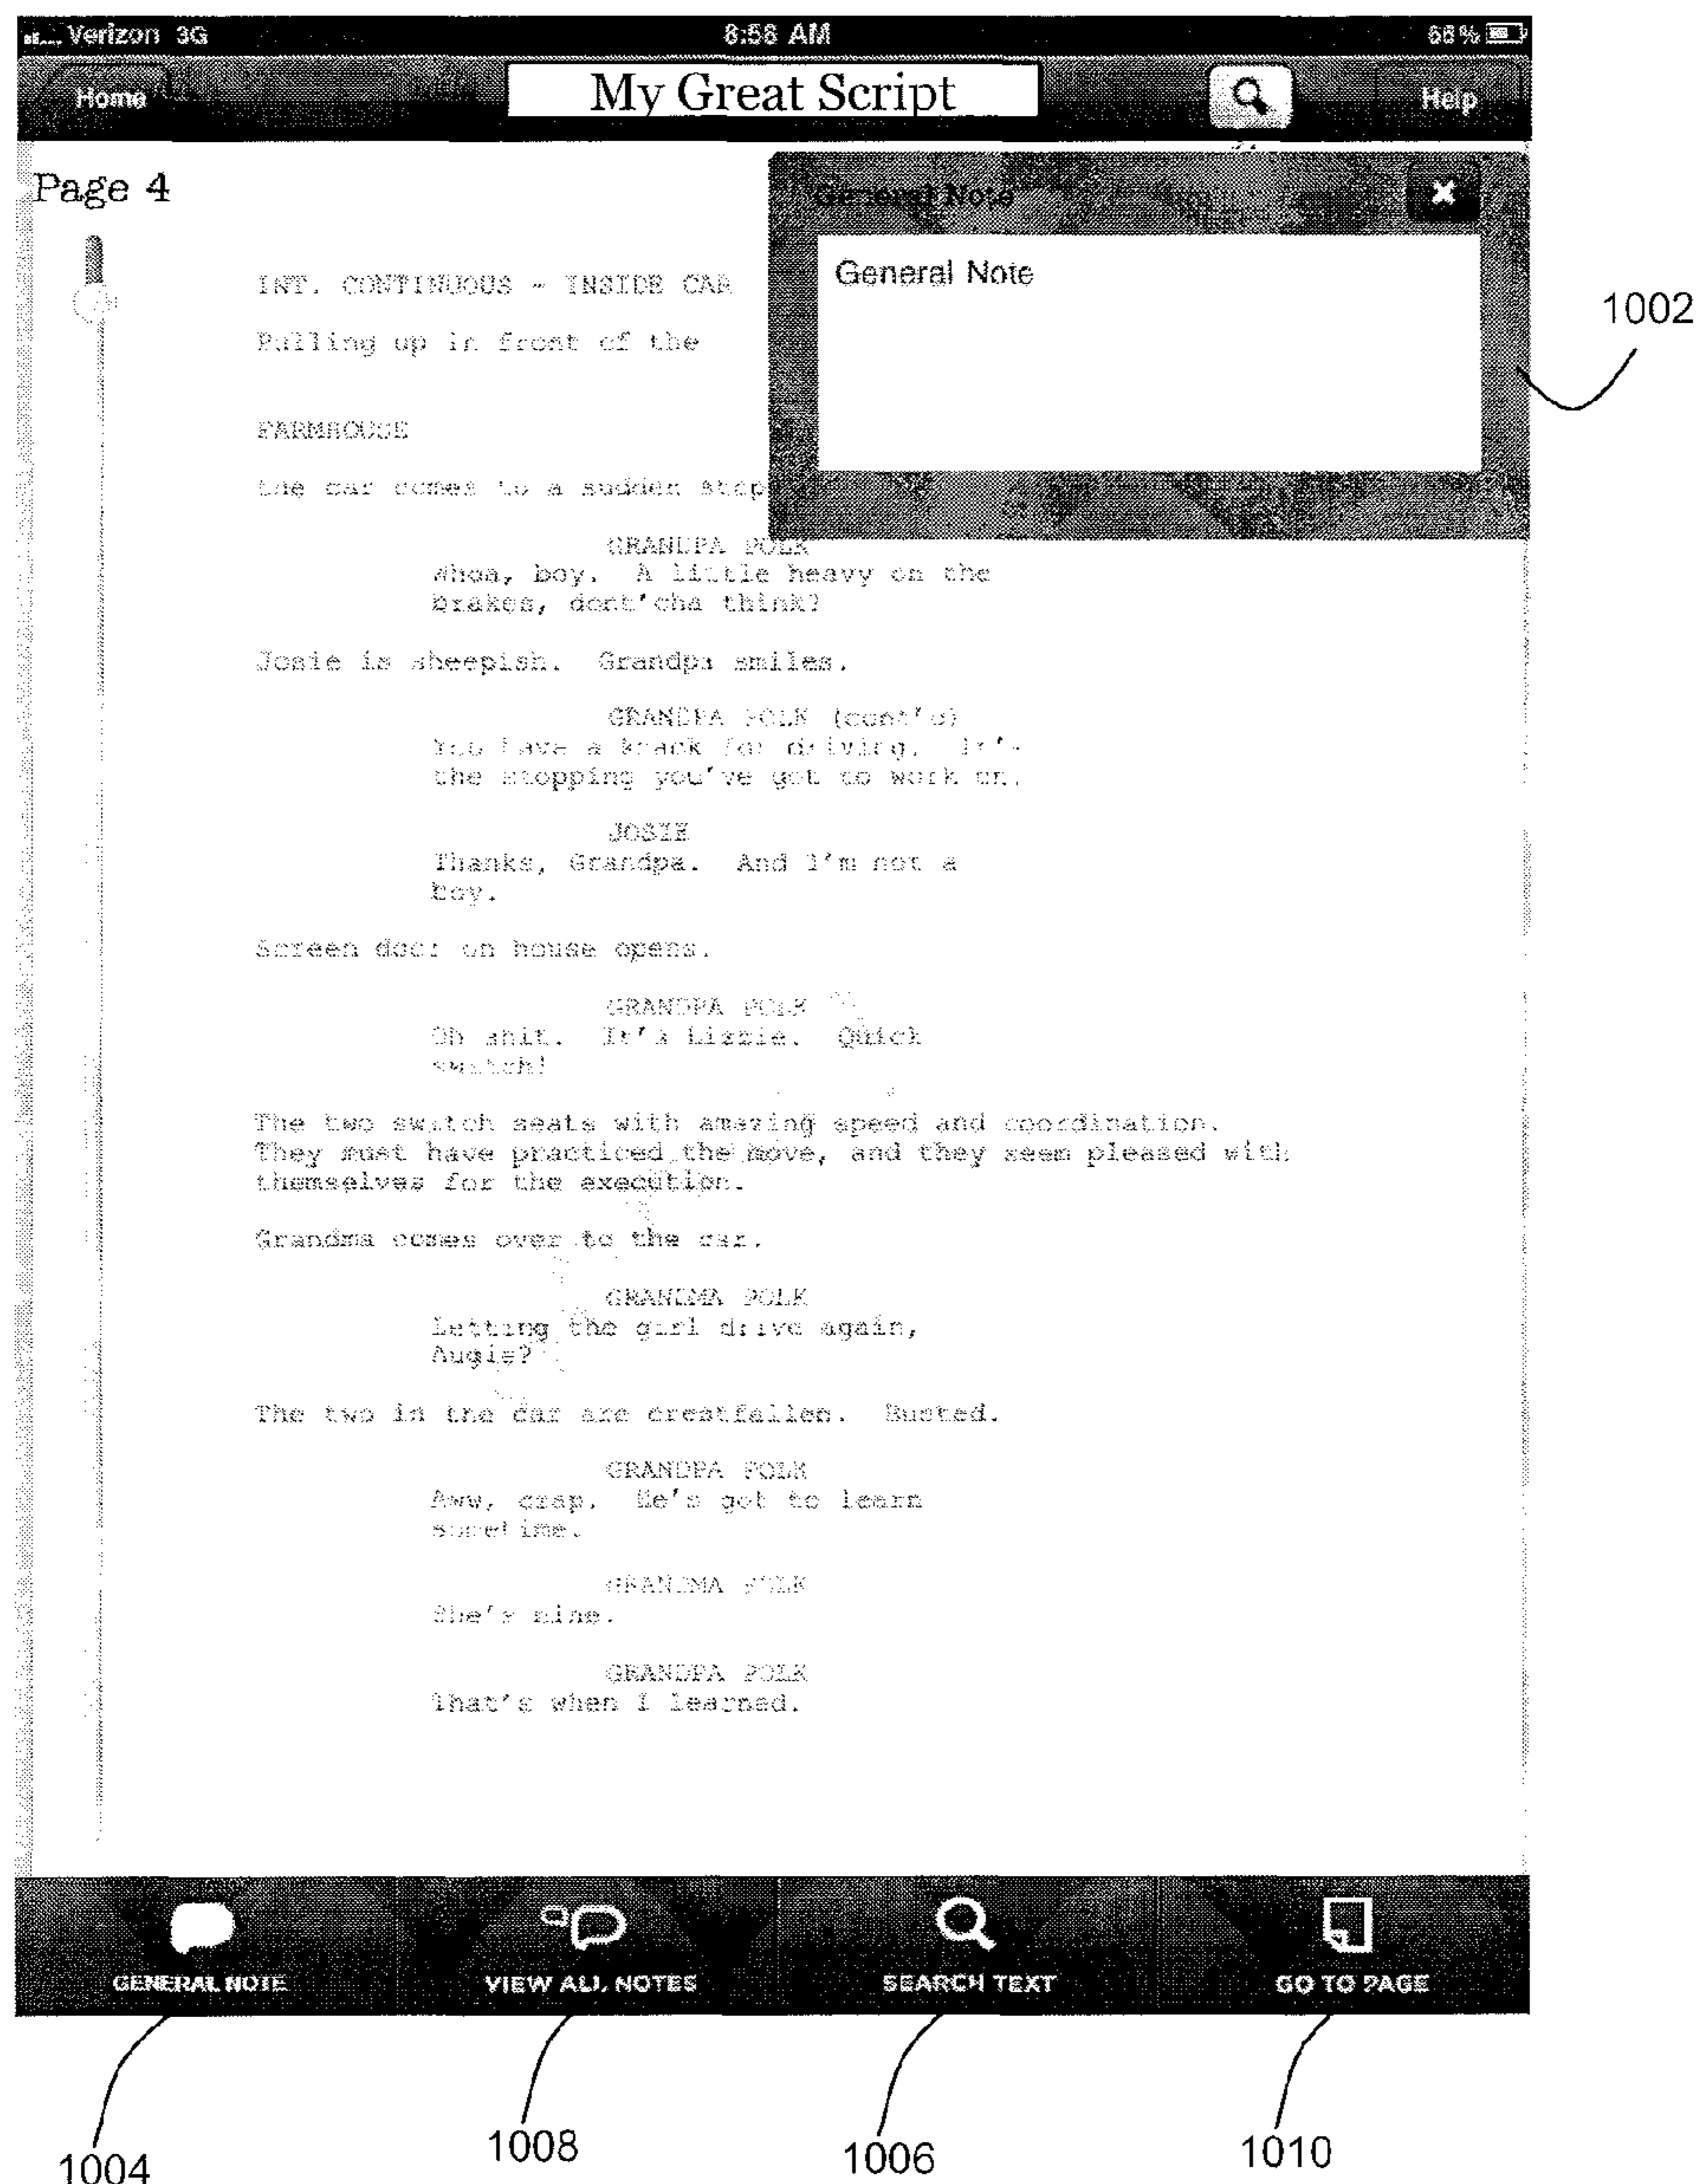 Verizon 3G 8:58 AM 66%
Home My Great Script Help
Page 4
General Note
General Note
1002
INT. CONTINUOUS - INSIDE CAR
Pulling up in front of the
FARMHOUSE
the car comes to a sudden stop
GRANDPA POLK
Whoa, boy. A little heavy on the
brakes, dont'cha think?
Josie is sheepish. Grandpa smiles.
GRANDPA POLK (cont'd)
You have a knack for driving. It's
the stopping you've got to work on.
JOSIE
Thanks, Grandpa. And I'm not a
boy.
Screen door on house opens.
GRANDPA POLK
Oh shit. It's Lizzie. Quick
switch!
The two switch seats with amazing speed and coordination.
They must have practiced the move, and they seem pleased with
themselves for the execution.
Grandma comes over to the car.
GRANDMA POLK
Letting the girl drive again,
Augie?
The two in the car are crestfallen. Busted.
GRANDPA POLK
Aww, crap. He's got to learn
sometime.
GRANDMA POLK
She's nine.
GRANDPA POLK
That's when I learned.
GENERAL NOTE VIEW ALL NOTES SEARCH TEXT GO TO PAGE
1004 1008 1006 1010